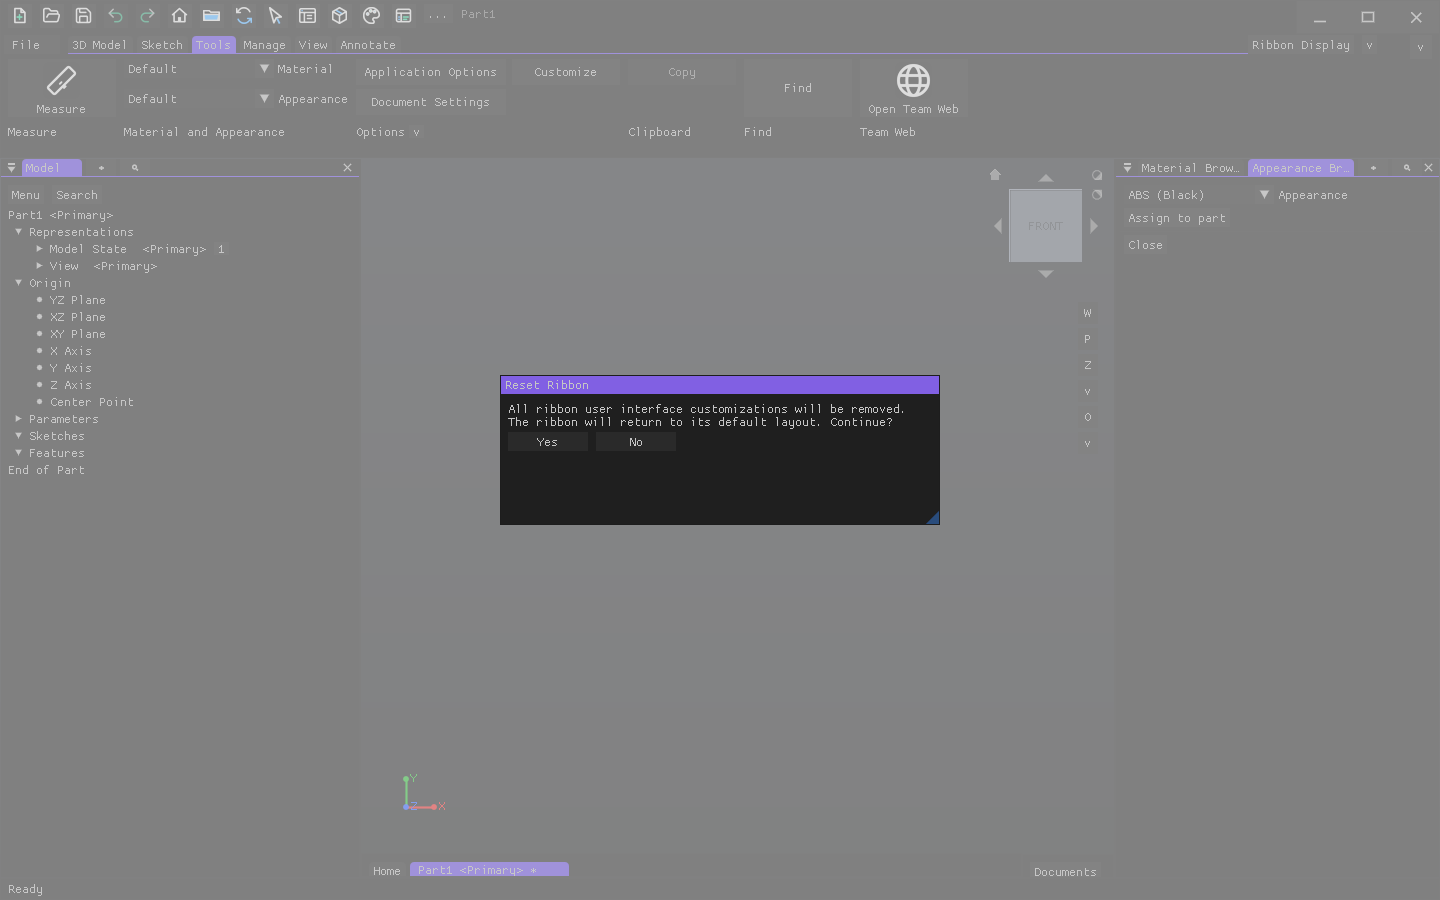 ... Part1
File 3D Model Sketch Tools Manage View Annotate Ribbon Display v v
Measure
Default Material
Default Appearance
Application Options
Document Settings
Customize
Copy
Find
Open Team Web
Measure Material and Appearance Options v Clipboard Find Team Web
Model
Menu Search
Part1 <Primary>
Representations
Model State <Primary> 1
View <Primary>
Origin
YZ Plane
XZ Plane
XY Plane
X Axis
Y Axis
Z Axis
Center Point
Parameters
Sketches
Features
End of Part
FRONT
W
P
Z
v
O
v
Material Brow… Appearance Br…
ABS (Black) Appearance
Assign to part
Close
Reset Ribbon
All ribbon user interface customizations will be removed.
The ribbon will return to its default layout. Continue?
Yes No
Y
Z X
Home Part1 <Primary> * Documents
Ready